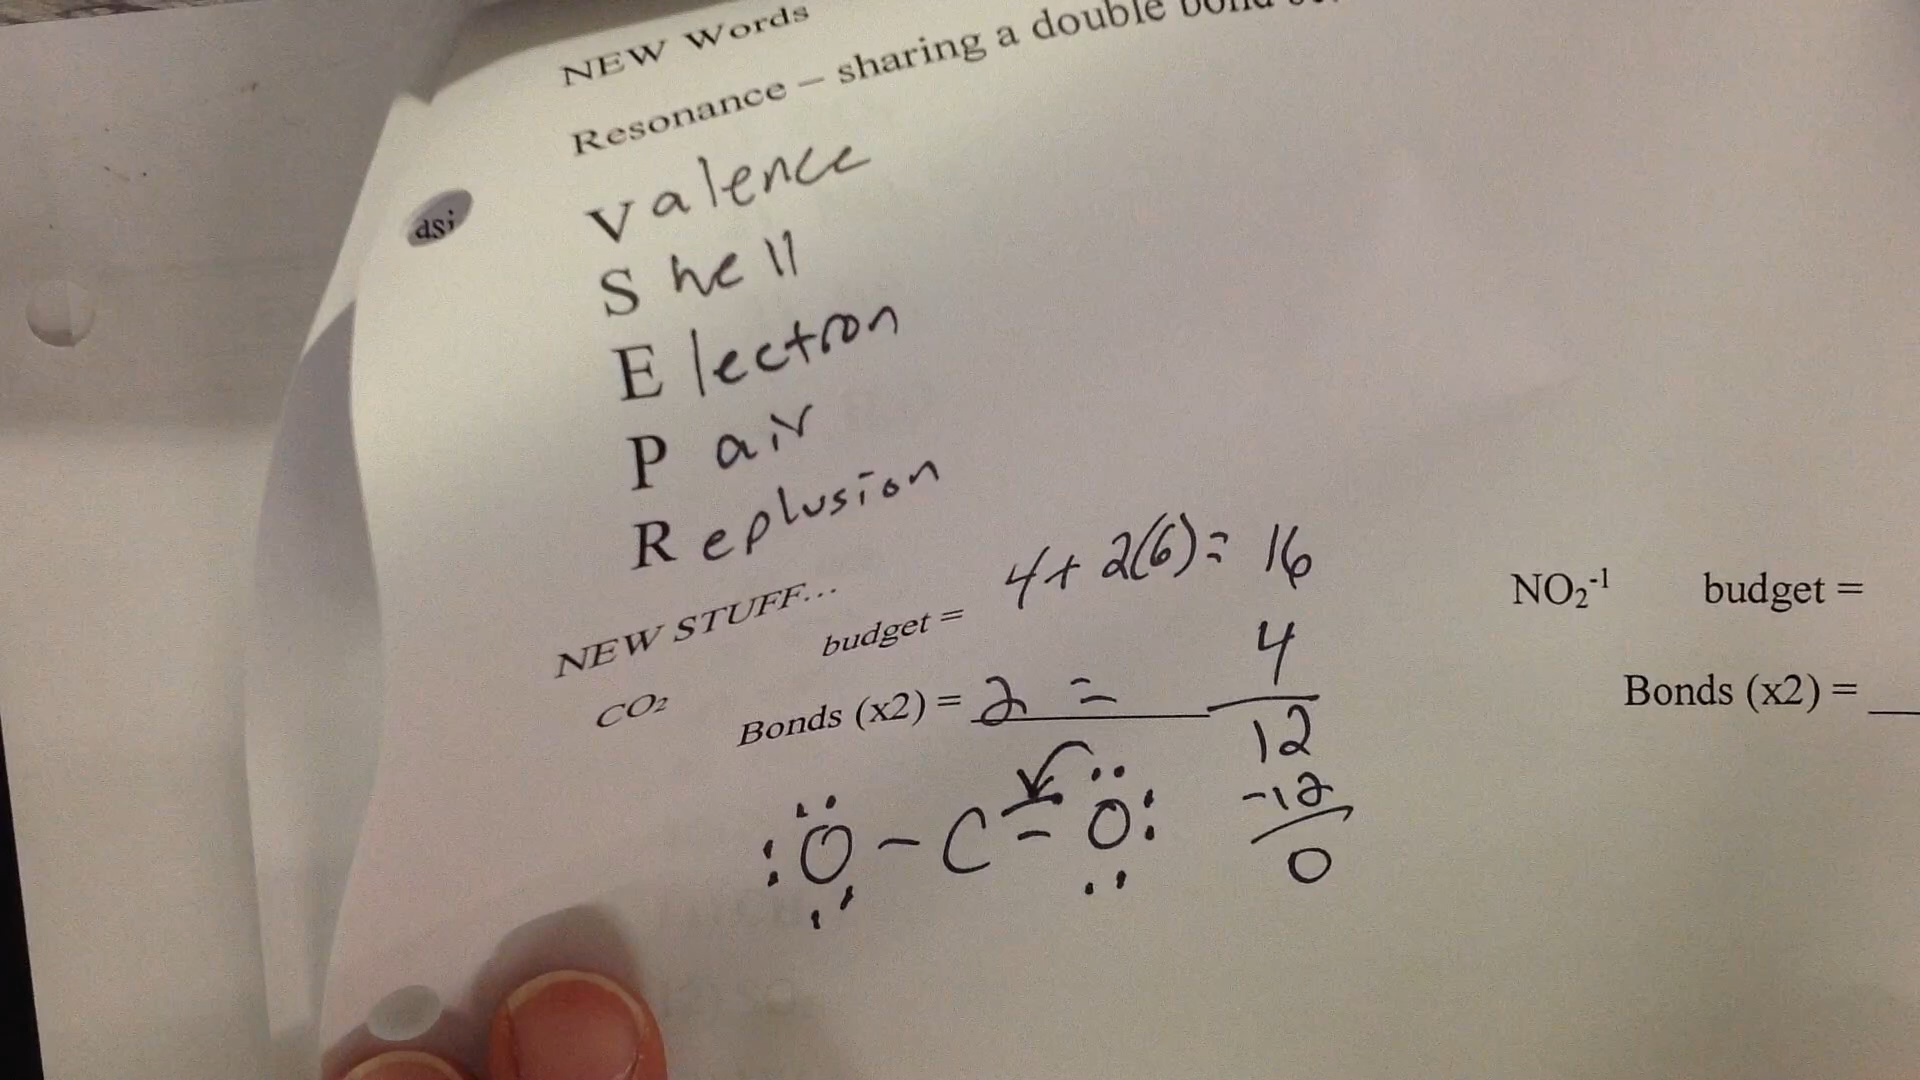 NEW Words
Resonance – sharing a double
Valence
Shell
Electron
Pair
Replusion
NEW STUFF...
CO₂ budget = 4 + 2(6) = 16
Bonds (x2) = 2 = 4
12
-12
0
:O - C = O:
NO₂⁻¹ budget =
Bonds (x2) = __
dsi